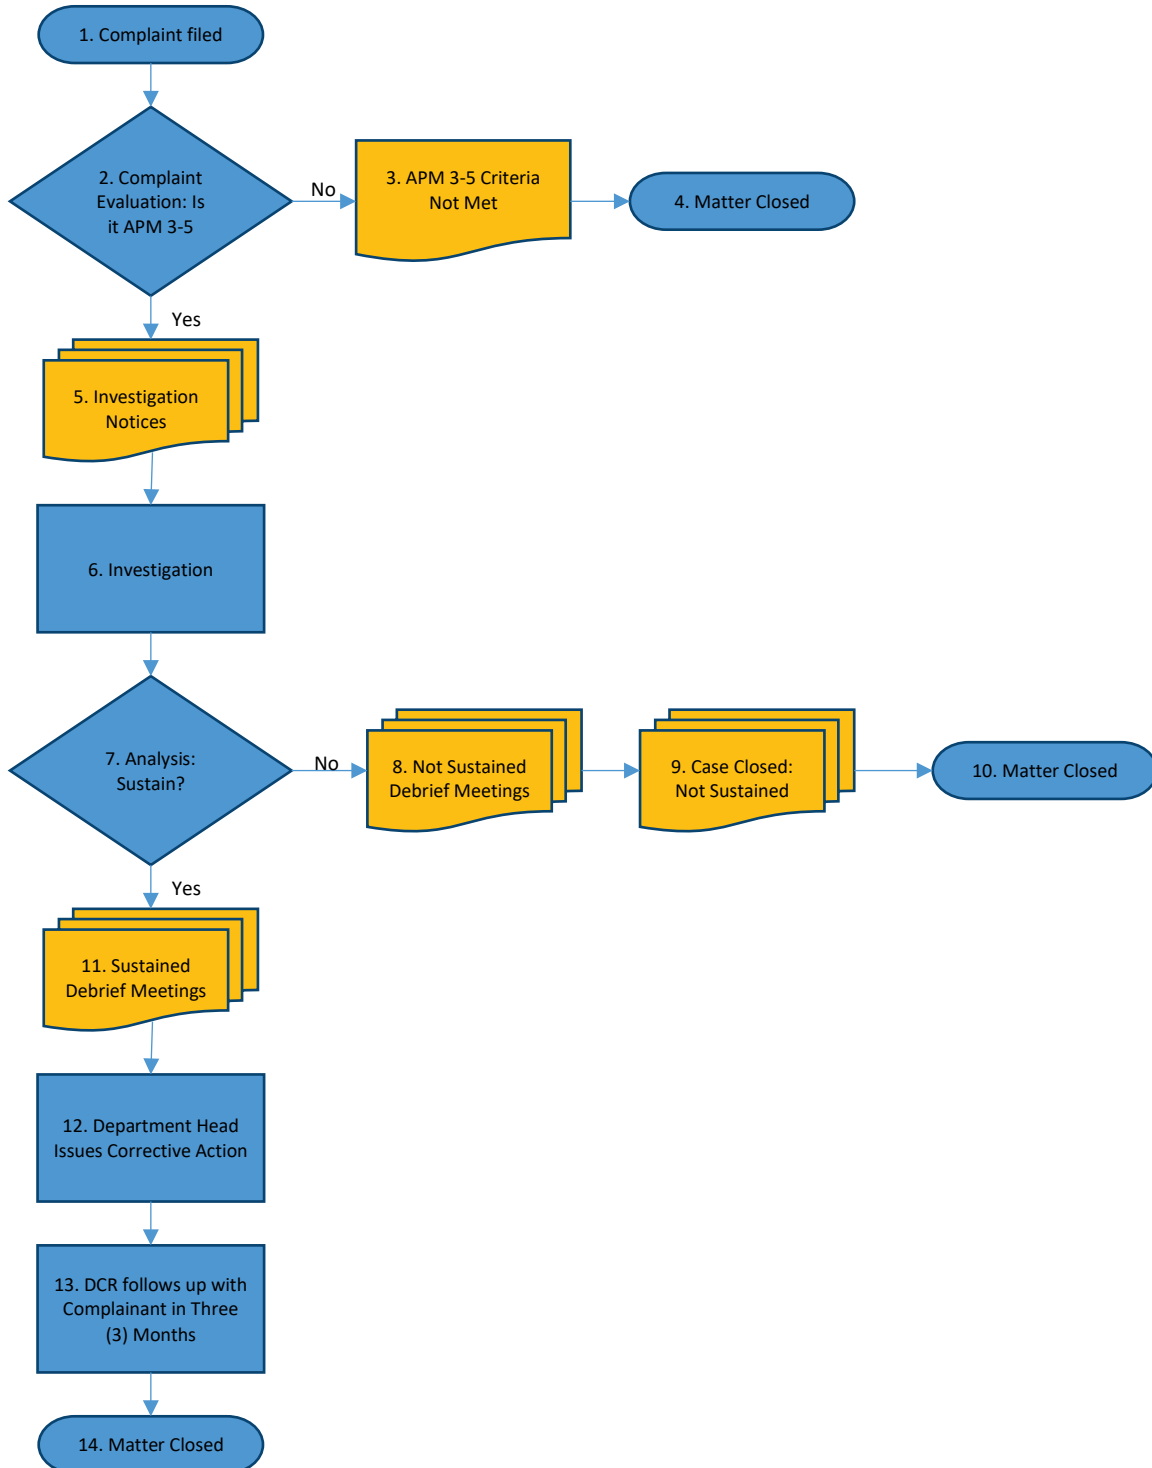 1. Complaint filed
2. Complaint
Evaluation: Is
it APM 3-5
No
3. APM 3-5 Criteria
Not Met
4. Matter Closed
Yes
5. Investigation
Notices
6. Investigation
7. Analysis:
Sustain?
No
8. Not Sustained
Debrief Meetings
9. Case Closed:
Not Sustained
10. Matter Closed
Yes
11. Sustained
Debrief Meetings
12. Department Head
Issues Corrective Action
13. DCR follows up with
Complainant in Three
(3) Months
14. Matter Closed